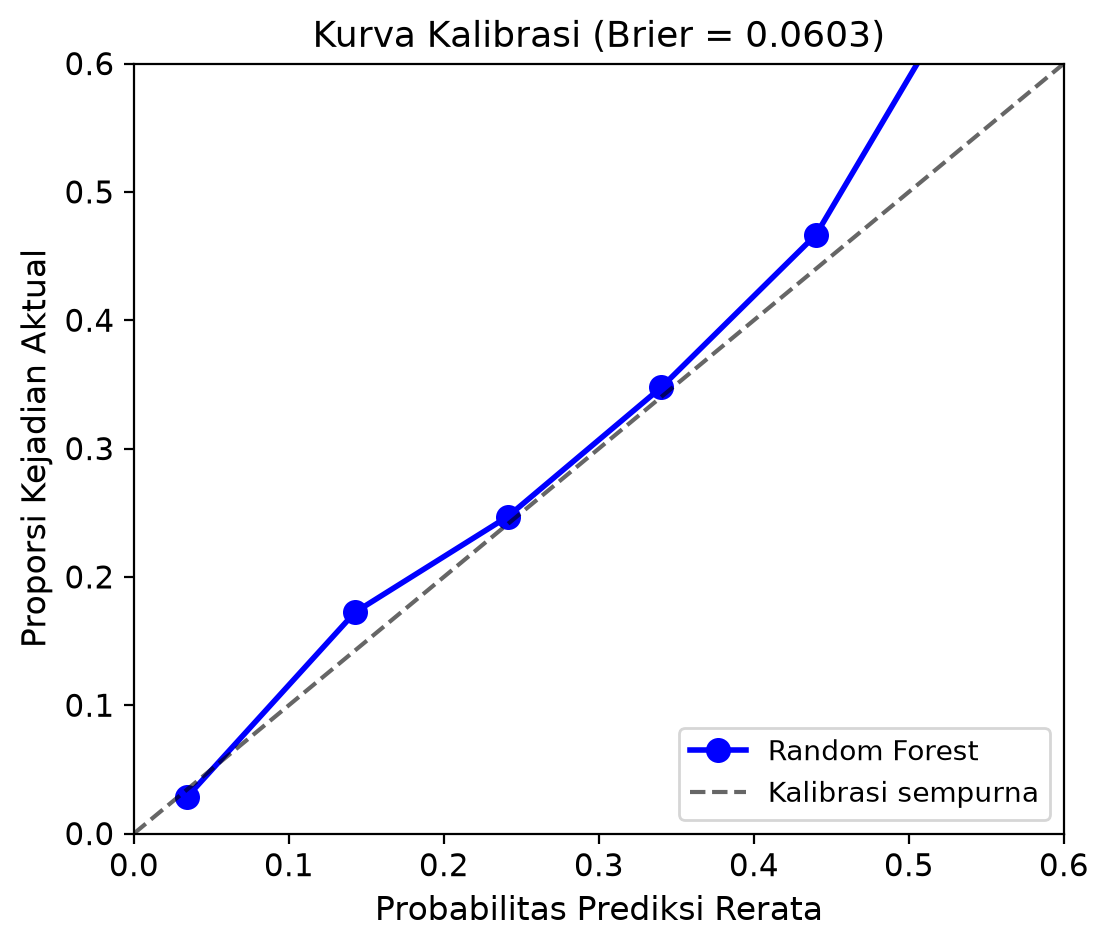 Kurva Kalibrasi (Brier = 0.0603)
0.6
0.5
0.4
0.3
0.2
0.1
0.0
Proporsi Kejadian Aktual
Random Forest
Kalibrasi sempurna
0.0 0.1 0.2 0.3 0.4 0.5 0.6
Probabilitas Prediksi Rerata